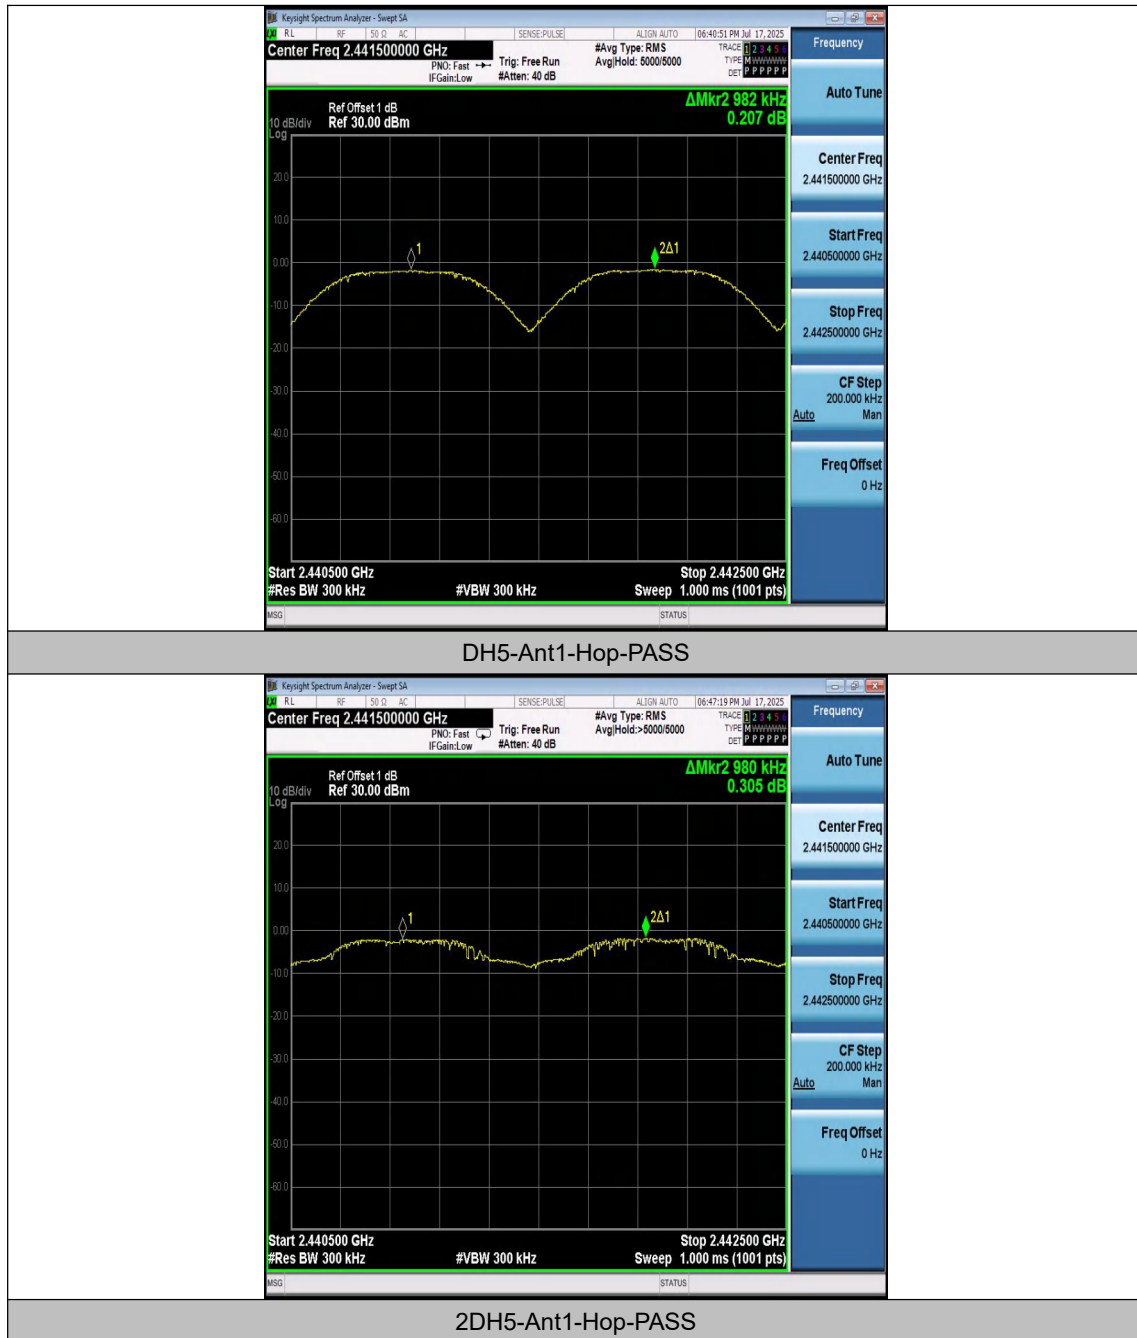 Keysight Spectrum Analyzer - Swept SA
RL RF 50 Ω AC SENSE:PULSE ALIGN AUTO 06:40:51 PM Jul 17, 2025
Center Freq 2.441500000 GHz
#Avg Type: RMS
TRACE 1 2 3 4 5 6
PNO: Fast
Trig: Free Run
Avg|Hold: 5000/5000
TYPE M WWWWW
IFGain:Low
#Atten: 40 dB
DET P P P P P P
ΔMkr2 982 kHz
0.207 dB
Ref Offset 1 dB
10 dB/div Ref 30.00 dBm
Log
20.0
10.0
0.00
-10.0
-20.0
-30.0
-40.0
-50.0
-60.0
1
2Δ1
Start 2.440500 GHz
Stop 2.442500 GHz
#Res BW 300 kHz
#VBW 300 kHz
Sweep 1.000 ms (1001 pts)
MSG
STATUS
Frequency
Auto Tune
Center Freq
2.441500000 GHz
Start Freq
2.440500000 GHz
Stop Freq
2.442500000 GHz
CF Step
200.000 kHz
Auto Man
Freq Offset
0 Hz
DH5-Ant1-Hop-PASS
Keysight Spectrum Analyzer - Swept SA
RL RF 50 Ω AC SENSE:PULSE ALIGN AUTO 06:47:19 PM Jul 17, 2025
Center Freq 2.441500000 GHz
#Avg Type: RMS
TRACE 1 2 3 4 5 6
PNO: Fast
Trig: Free Run
Avg|Hold:>5000/5000
TYPE M WWWWW
IFGain:Low
#Atten: 40 dB
DET P P P P P P
ΔMkr2 980 kHz
0.305 dB
Ref Offset 1 dB
10 dB/div Ref 30.00 dBm
Log
20.0
10.0
0.00
-10.0
-20.0
-30.0
-40.0
-50.0
-60.0
1
2Δ1
Start 2.440500 GHz
Stop 2.442500 GHz
#Res BW 300 kHz
#VBW 300 kHz
Sweep 1.000 ms (1001 pts)
MSG
STATUS
Frequency
Auto Tune
Center Freq
2.441500000 GHz
Start Freq
2.440500000 GHz
Stop Freq
2.442500000 GHz
CF Step
200.000 kHz
Auto Man
Freq Offset
0 Hz
2DH5-Ant1-Hop-PASS